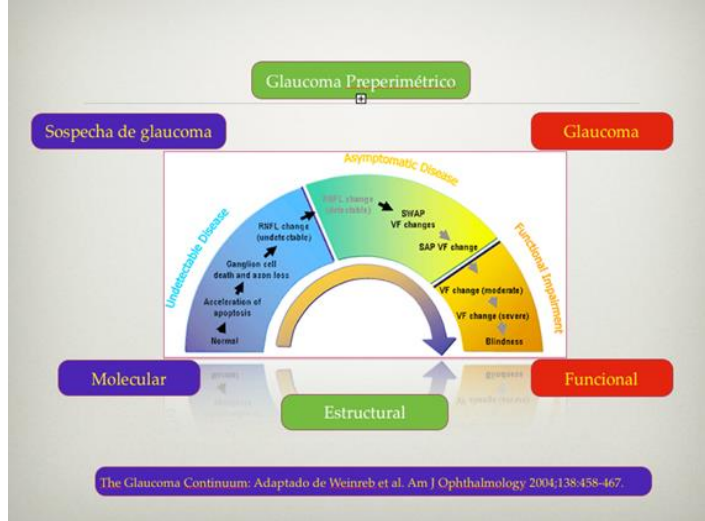 Glaucoma Preperimétrico
Sospecha de glaucoma
Glaucoma
Asymptomatic Disease
Undetectable Disease
Functional Impairment
Normal
Acceleration of
apoptosis
Ganglion cell
death and axon loss
RNFL change
(undetectable)
RNFL change
(detectable)
SWAP
VF changes
SAP VF change
VF change (moderate)
VF change (severe)
Blindness
Molecular
Estructural
Funcional
The Glaucoma Continuum: Adaptado de Weinreb et al. Am J Ophthalmology 2004;138:458-467.